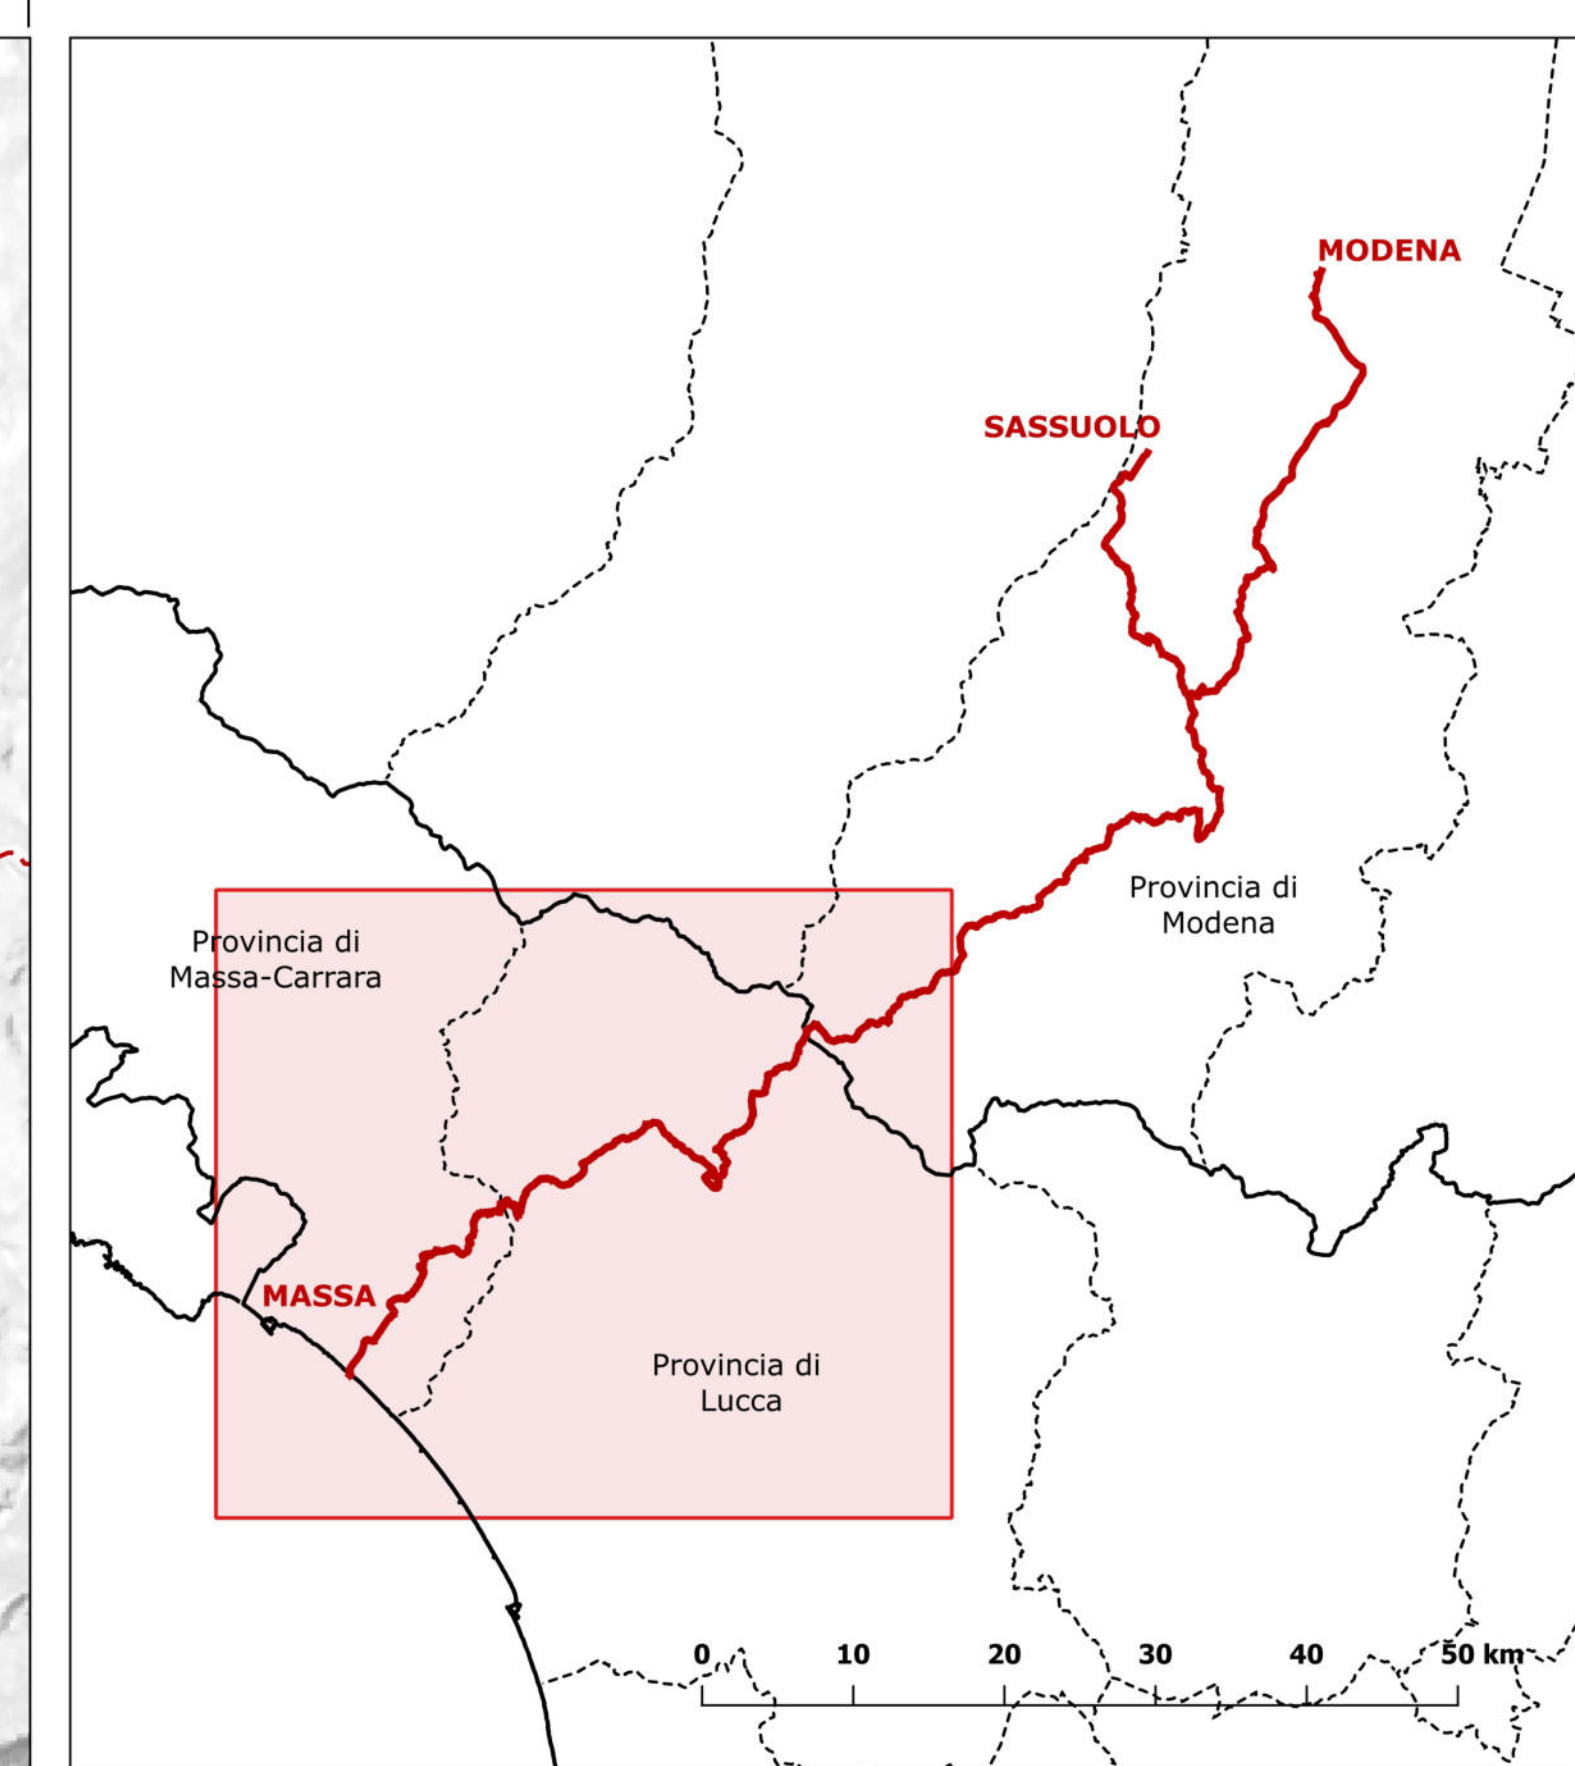 MODENA
SASSUOLO
Provincia di
Modena
Provincia di
Massa-Carrara
MASSA
Provincia di
Lucca
0 10 20 30 40 50 km